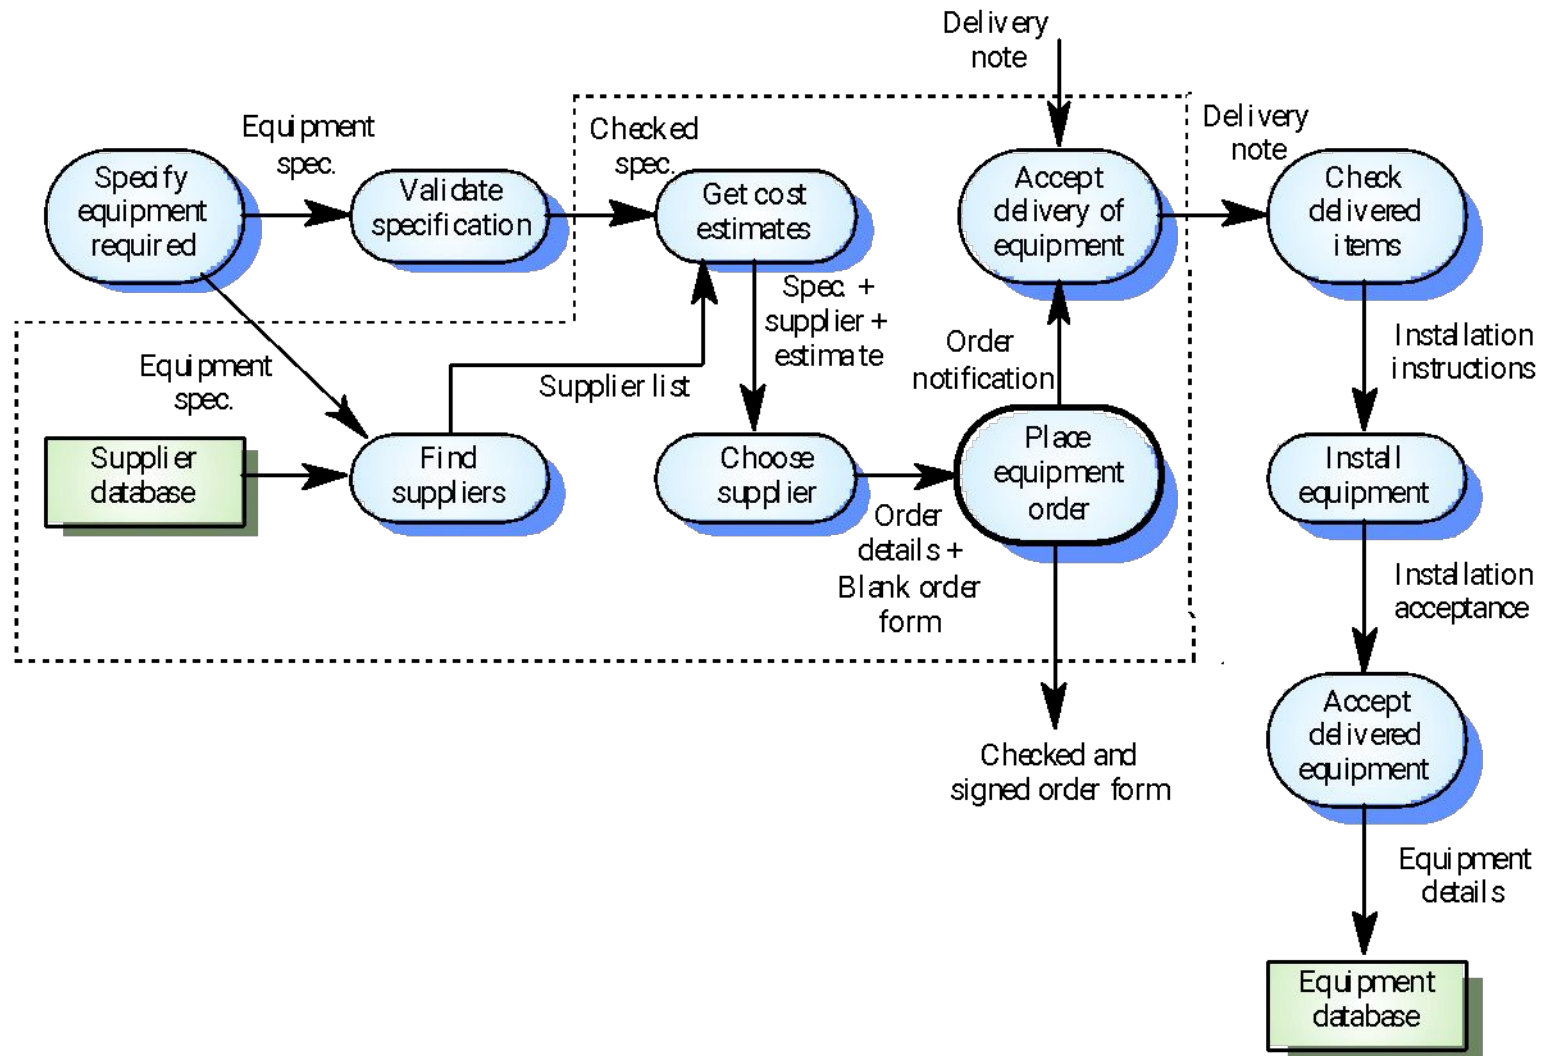 Delivery
note
Equipment
spec.
Checked
spec.
Delivery
note
Specify
equipment
required
Validate
specification
Get cost
estimates
Accept
delivery of
equipment
Check
delivered
items
Spec. +
supplier +
estimate
Order
notification
Installation
instructions
Equipment
spec.
Supplier list
Supplier
database
Find
suppliers
Choose
supplier
Place
equipment
order
Install
equipment
Order
details +
Blank order
form
Installation
acceptance
Accept
delivered
equipment
Checked and
signed order form
Equipment
details
Equipment
database